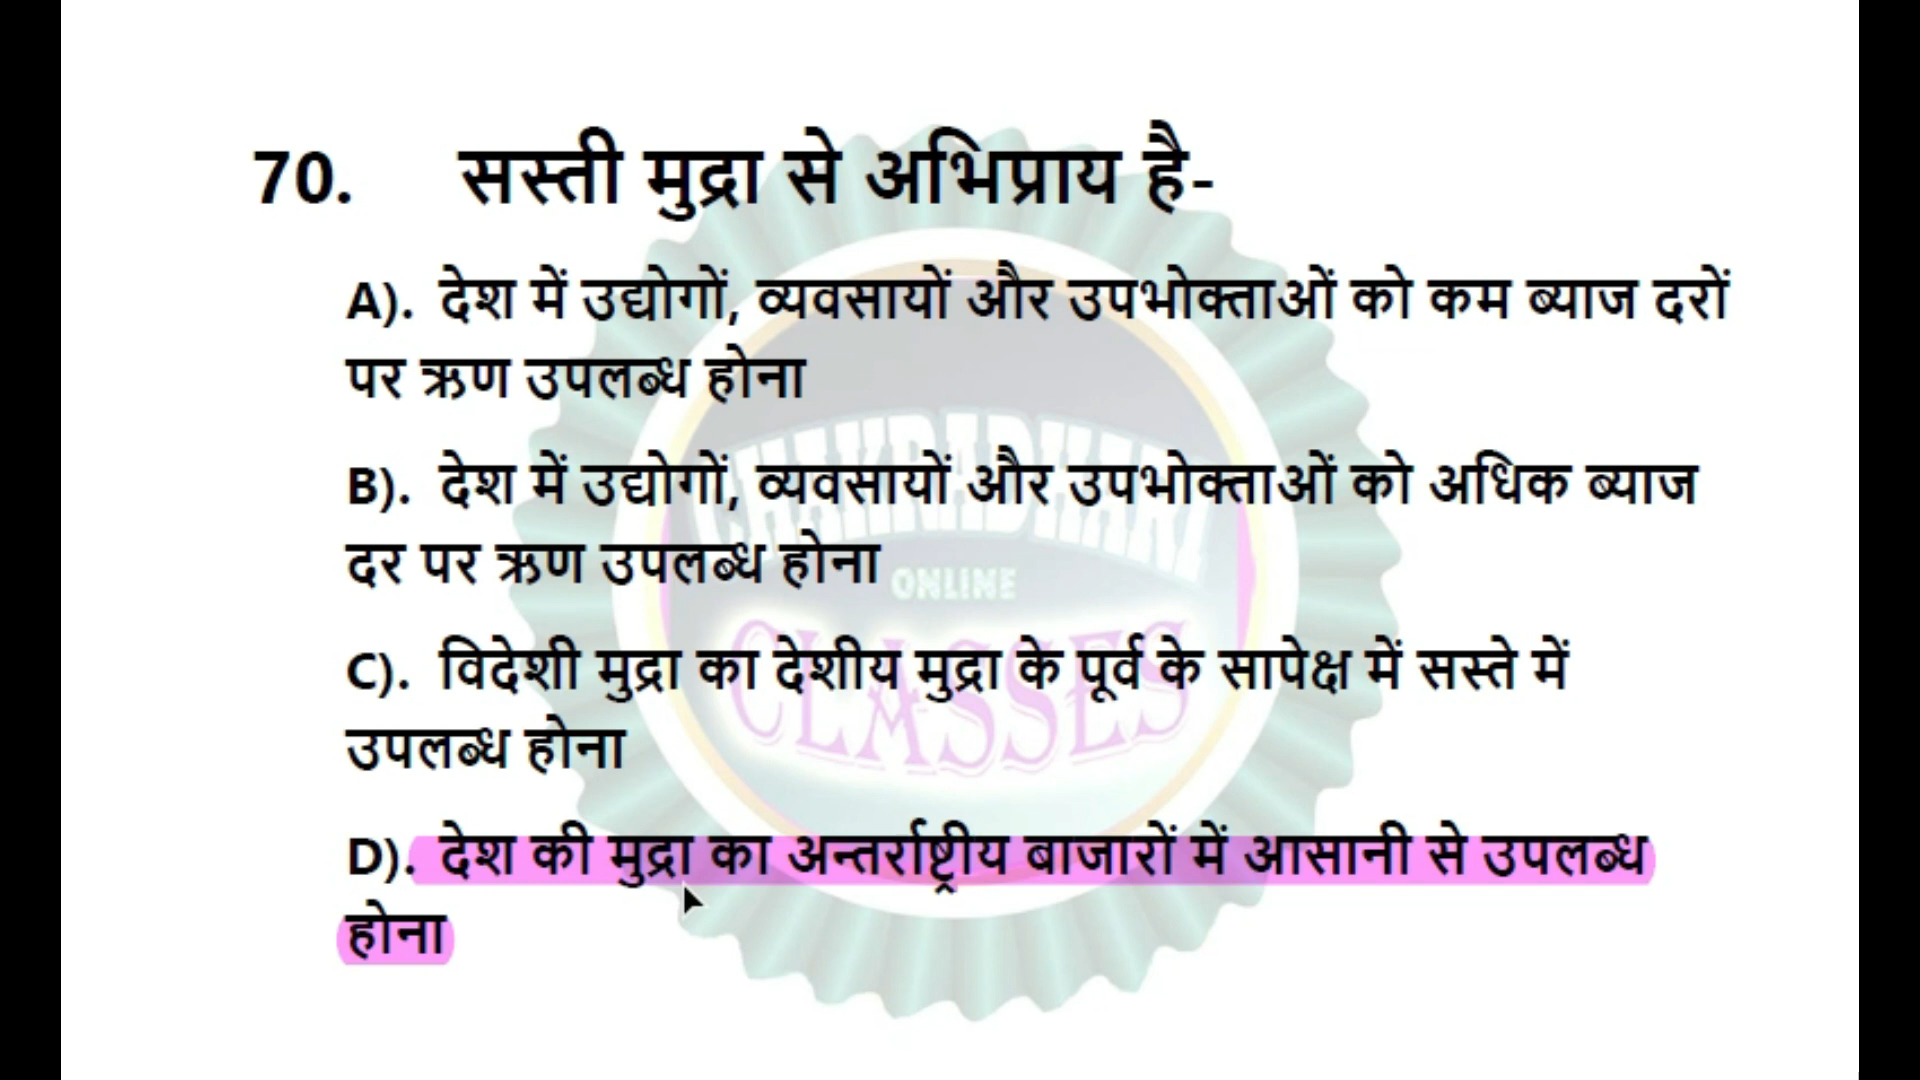 70. सस्ती मुद्रा से अभिप्राय है-
A). देश में उद्योगों, व्यवसायों और उपभोक्ताओं को कम ब्याज दरों
पर ऋण उपलब्ध होना
B). देश में उद्योगों, व्यवसायों और उपभोक्ताओं को अधिक ब्याज
दर पर ऋण उपलब्ध होना
C). विदेशी मुद्रा का देशीय मुद्रा के पूर्व के सापेक्ष में सस्ते में
उपलब्ध होना
D). देश की मुद्रा का अन्तर्राष्ट्रीय बाजारों में आसानी से उपलब्ध
होना
CHAKRADHARI
ONLINE
CLASSES